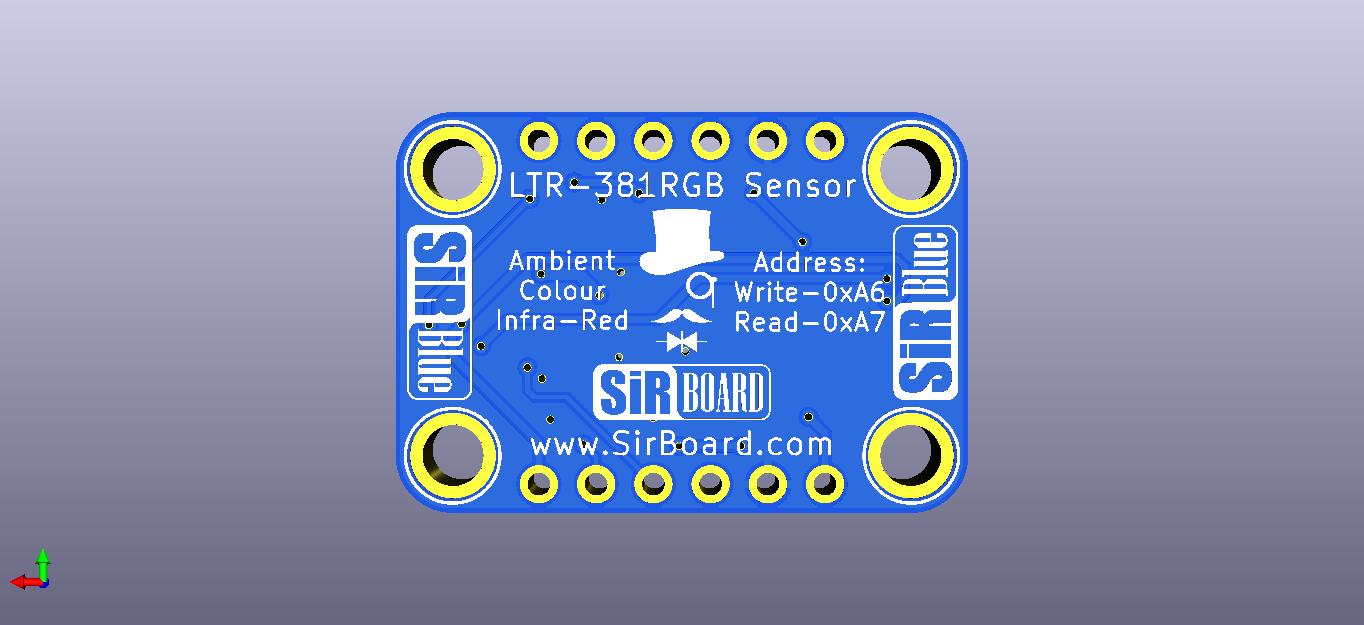 LTR-381RGB Sensor
Ambient
Colour
Infra-Red
Address:
Write-0xA6
Read-0xA7
SiR Blue
SiR Blue
SiR BOARD
www.SirBoard.com